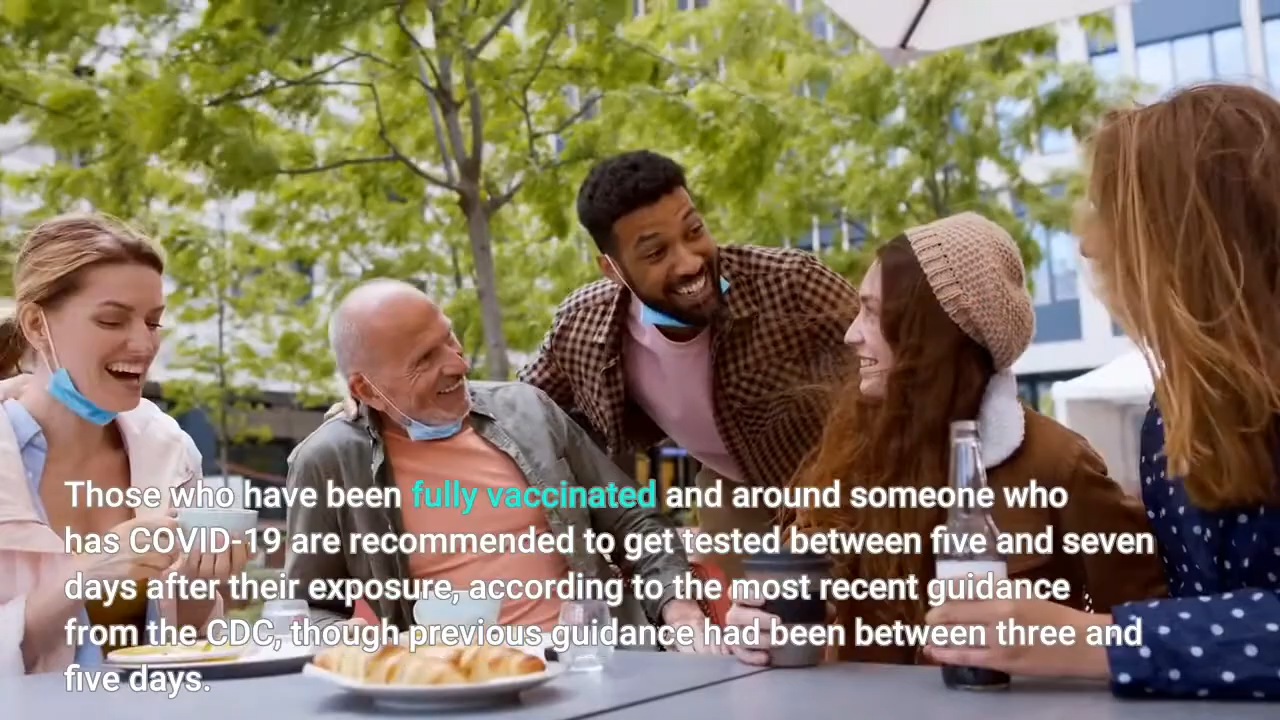 Those who have been fully vaccinated and around someone who
has COVID-19 are recommended to get tested between five and seven
days after their exposure, according to the most recent guidance
from the CDC, though previous guidance had been between three and
five days.